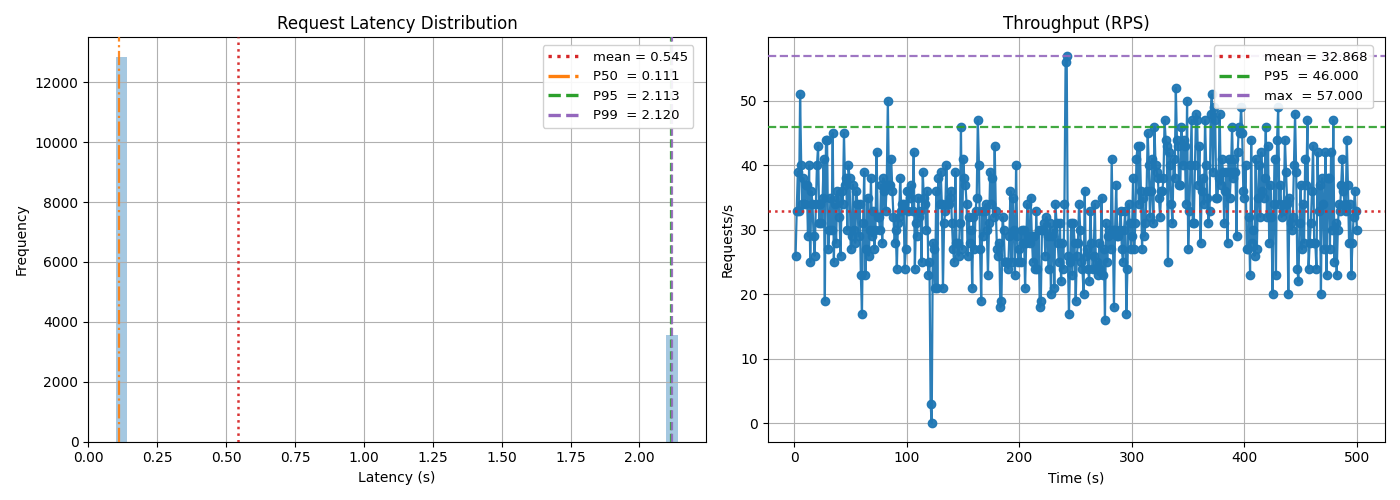 Request Latency Distribution
mean = 0.545
P50 = 0.111
P95 = 2.113
P99 = 2.120
Frequency
12000
10000
8000
6000
4000
2000
0
0.00 0.25 0.50 0.75 1.00 1.25 1.50 1.75 2.00
Latency (s)
Throughput (RPS)
mean = 32.868
P95 = 46.000
max = 57.000
Requests/s
50
40
30
20
10
0
0 100 200 300 400 500
Time (s)